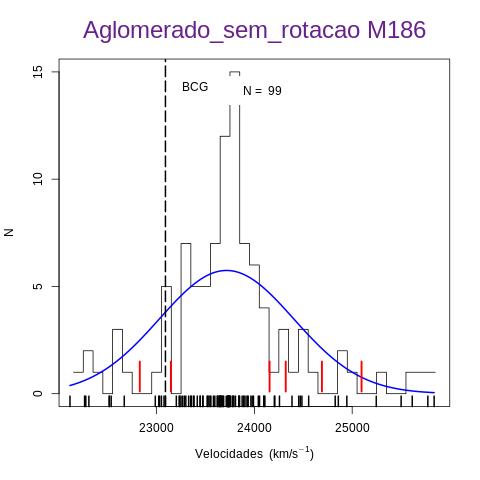 Aglomerado_sem_rotacao M186
BCG
N = 99
15
10
5
0
N
23000 24000 25000
Velocidades (km/s⁻¹)